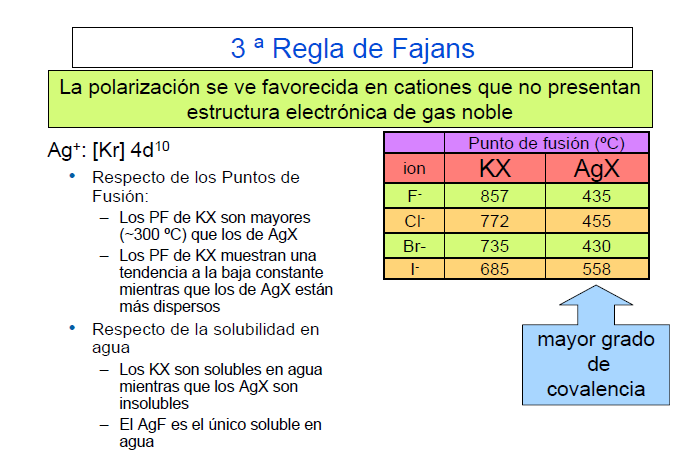 3 ª Regla de Fajans
La polarización se ve favorecida en cationes que no presentan
estructura electrónica de gas noble
Ag⁺: [Kr] 4d¹⁰
• Respecto de los Puntos de
Fusión:
– Los PF de KX son mayores
(~300 ºC) que los de AgX
– Los PF de KX muestran una
tendencia a la baja constante
mientras que los de AgX están
más dispersos
• Respecto de la solubilidad en
agua
– Los KX son solubles en agua
mientras que los AgX son
insolubles
– El AgF es el único soluble en
agua
Punto de fusión (ºC)
ion KX AgX
F⁻ 857 435
Cl⁻ 772 455
Br- 735 430
I⁻ 685 558
mayor grado
de
covalencia